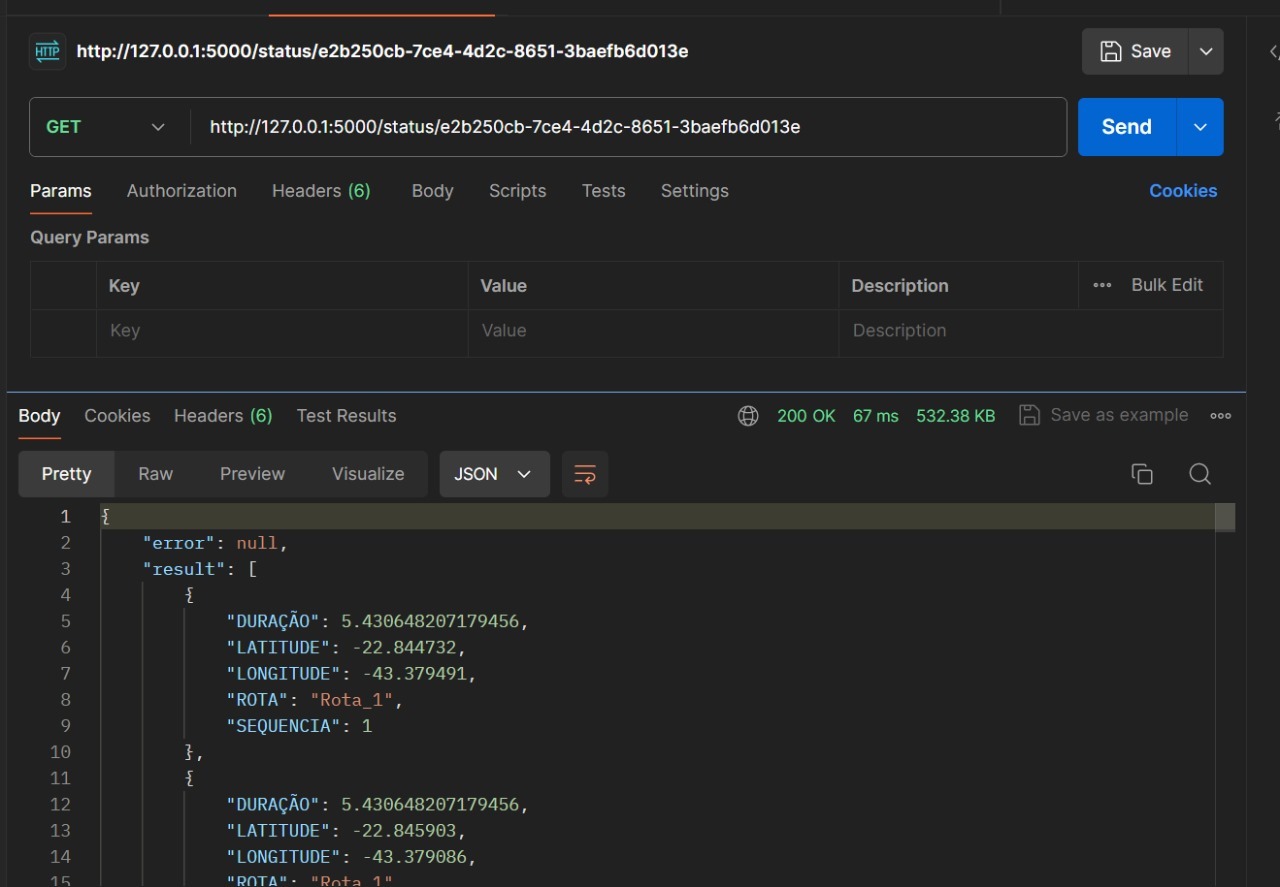 HTTP http://127.0.0.1:5000/status/e2b250cb-7ce4-4d2c-8651-3baefb6d013e Save
GET http://127.0.0.1:5000/status/e2b250cb-7ce4-4d2c-8651-3baefb6d013e Send
Params Authorization Headers (6) Body Scripts Tests Settings Cookies
Query Params
Key Value Description Bulk Edit
Key Value Description
Body Cookies Headers (6) Test Results 200 OK 67 ms 532.38 KB Save as example
Pretty Raw Preview Visualize JSON
1 {
2 "error": null,
3 "result": [
4 {
5 "DURAÇÃO": 5.430648207179456,
6 "LATITUDE": -22.844732,
7 "LONGITUDE": -43.379491,
8 "ROTA": "Rota_1",
9 "SEQUENCIA": 1
10 },
11 {
12 "DURAÇÃO": 5.430648207179456,
13 "LATITUDE": -22.845903,
14 "LONGITUDE": -43.379086,
15 "ROTA": "Rota_1"